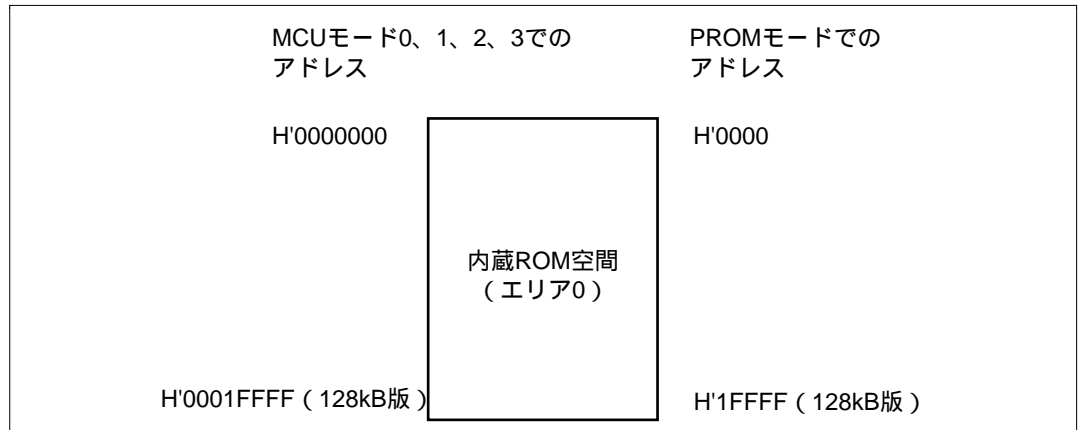 MCUモード0、1、2、3での
アドレス
PROMモードでの
アドレス
H'0000000
H'0000
内蔵ROM空間
（エリア0）
H'0001FFFF（128kB版）
H'1FFFF（128kB版）